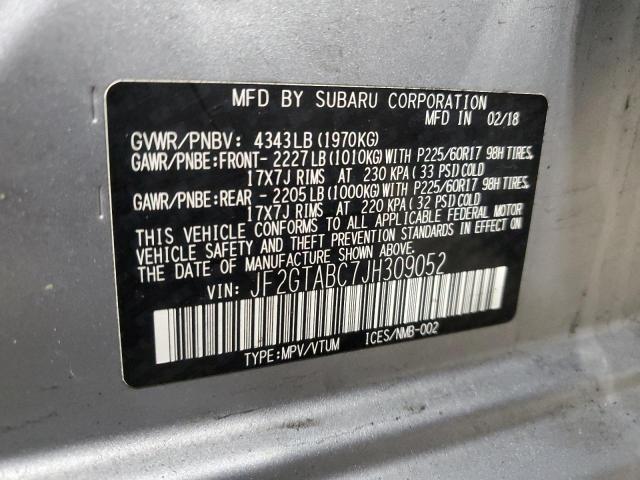 MFD BY SUBARU CORPORATION
MFD IN 02/18
GVWR/PNBV: 4343LB(1970KG)
GAWR/PNBE:FRONT-2227LB(1010KG)WITH P225/60R17 98H TIRES,
17X7J RIMS AT 230 KPA(33 PSI)COLD
GAWR/PNBE:REAR -2205LB(1000KG)WITH P225/60R17 98H TIRES,
17X7J RIMS AT 220 KPA(32 PSI)COLD
THIS VEHICLE CONFORMS TO ALL APPLICABLE FEDERAL MOTOR
VEHICLE SAFETY AND THEFT PREVENTION STANDARDS IN EFFECT ON
THE DATE OF MANUFACTURE SHOWN ABOVE.
VIN: JF2GTABC7JH309052
TYPE:MPV/VTUM ICES/NMB-002